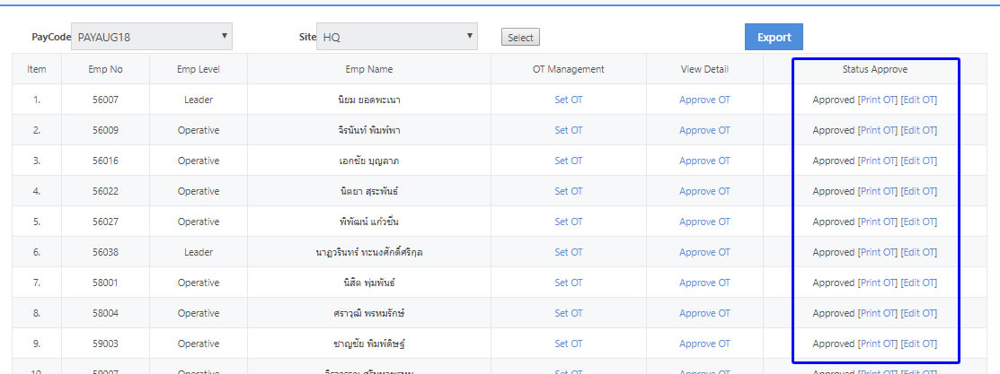 PayCode PAYAUG18 Site HQ Select Export
Item Emp No Emp Level Emp Name OT Management View Detail Status Approve
1. 56007 Leader นิยม ยอดพะเนา Set OT Approve OT Approved [Print OT] [Edit OT]
2. 56009 Operative จิรนันท์ พิมพ์พา Set OT Approve OT Approved [Print OT] [Edit OT]
3. 56016 Operative เอกชัย บุญลาภ Set OT Approve OT Approved [Print OT] [Edit OT]
4. 56022 Operative นิตยา สุระพันธ์ Set OT Approve OT Approved [Print OT] [Edit OT]
5. 56027 Operative พิพัฒน์ แก้วชื่น Set OT Approve OT Approved [Print OT] [Edit OT]
6. 56038 Leader นาฏวรินทร์ ทะนงศักดิ์ศริกุล Set OT Approve OT Approved [Print OT] [Edit OT]
7. 58001 Operative นิสิต พุ่มพันธ์ Set OT Approve OT Approved [Print OT] [Edit OT]
8. 58004 Operative ศราวุฒิ พรหมรักษ์ Set OT Approve OT Approved [Print OT] [Edit OT]
9. 59003 Operative ชาญชัย พิมพ์ดิษฐ์ Set OT Approve OT Approved [Print OT] [Edit OT]
10. 59007 Operative Set OT Approve OT Approved [Print OT] [Edit OT]